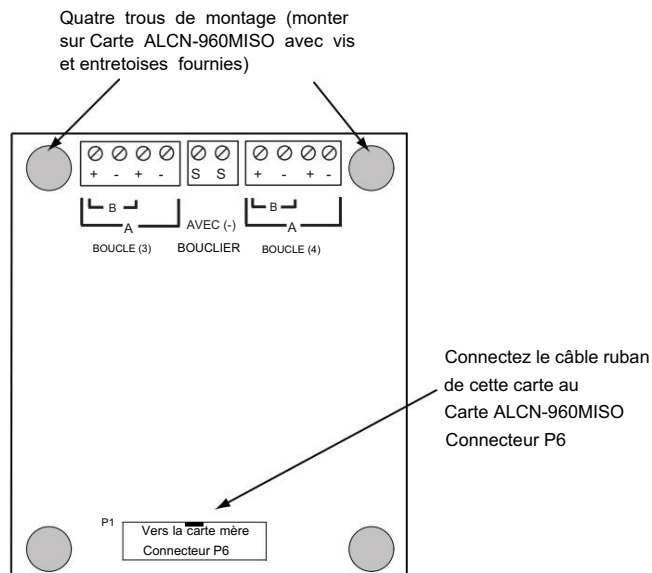 Quatre trous de montage (monter
sur Carte ALCN-960MISO avec vis
et entretoises fournies)
+ - + -
S S
+ - + -
B
A
BOUCLE (3)
AVEC (-)
BOUCLIER
B
A
BOUCLE (4)
Connectez le câble ruban
de cette carte au
Carte ALCN-960MISO
Connecteur P6
P1
Vers la carte mère
Connecteur P6